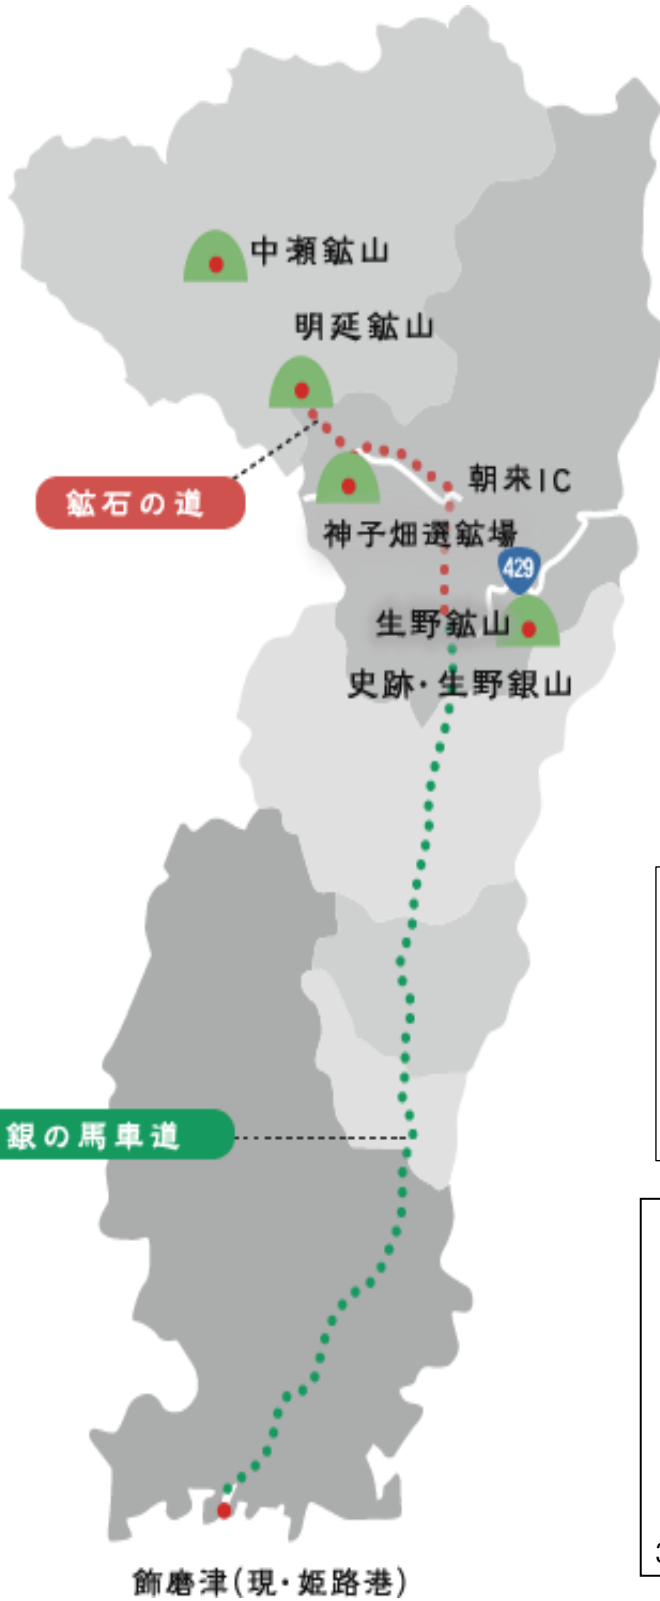 中瀬鉱山
明延鉱山
朝来IC
鉱石の道
神子畑選鉱場
429
生野鉱山
史跡・生野銀山
銀の馬車道
飾磨津(現・姫路港)